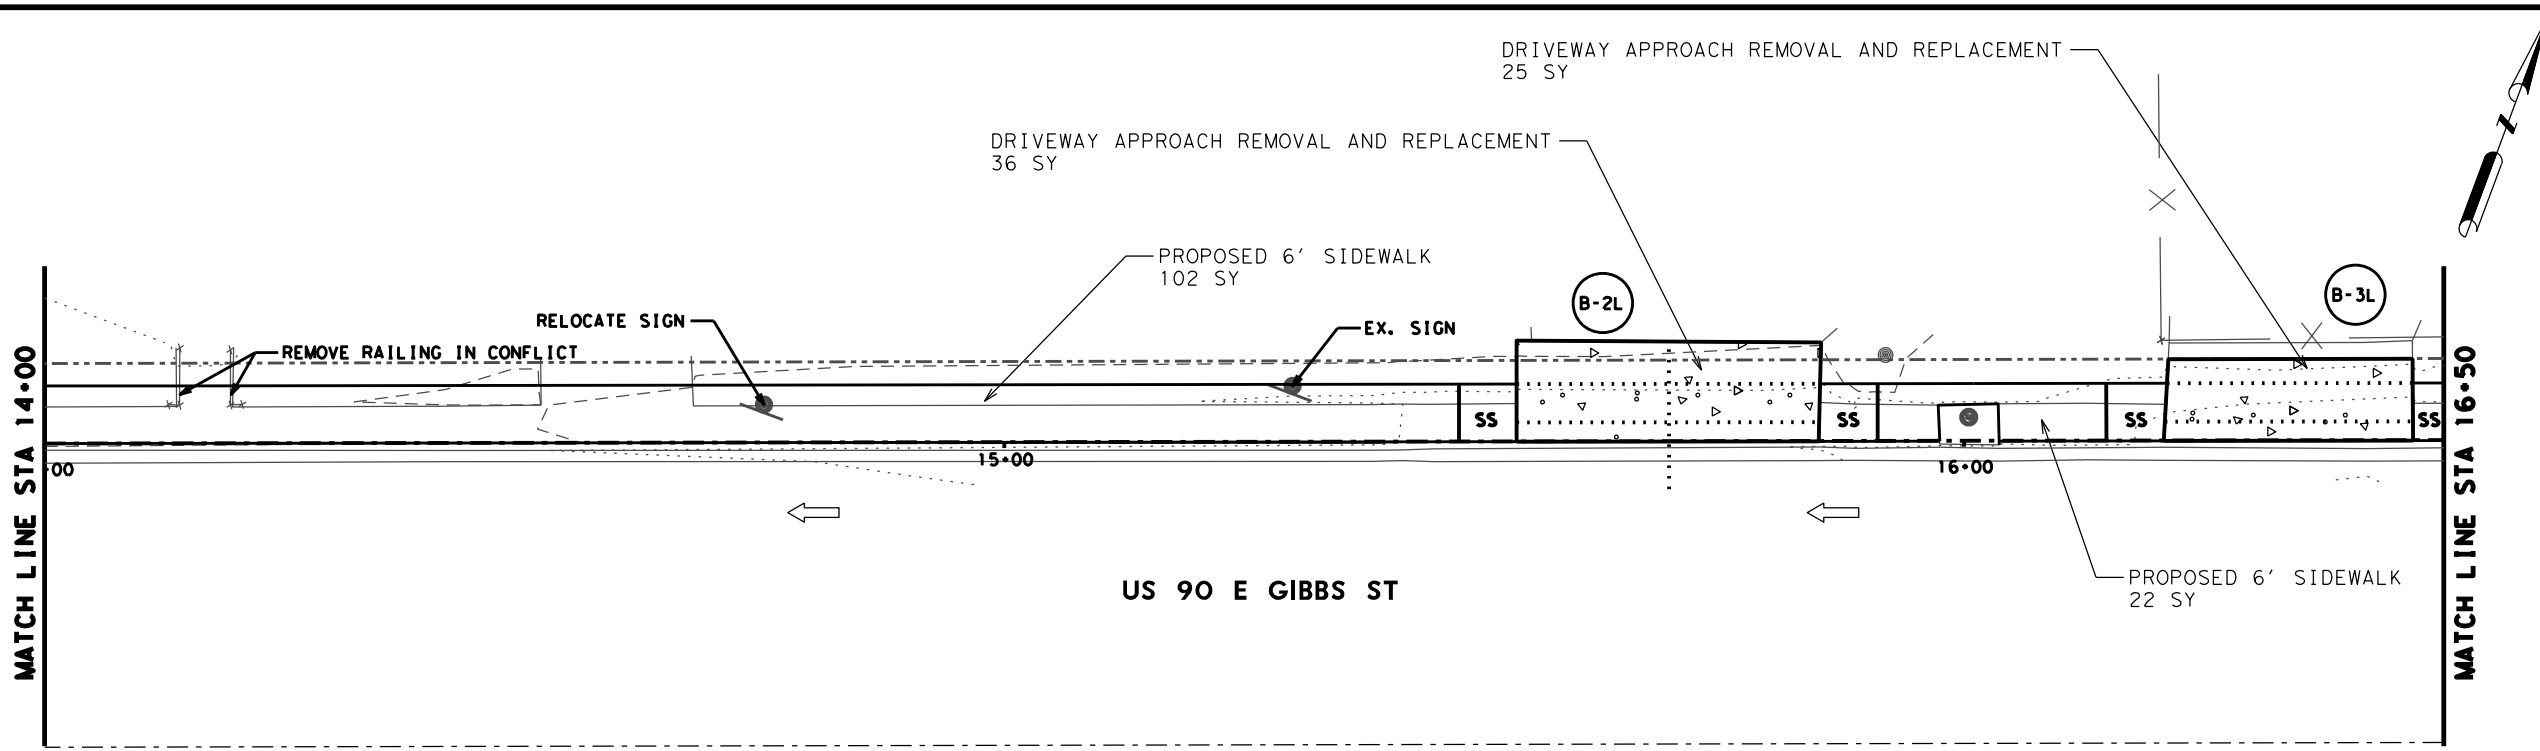 DRIVEWAY APPROACH REMOVAL AND REPLACEMENT
25 SY
DRIVEWAY APPROACH REMOVAL AND REPLACEMENT
36 SY
PROPOSED 6' SIDEWALK
102 SY
N
B-2L
B-3L
RELOCATE SIGN
EX. SIGN
REMOVE RAILING IN CONFLICT
MATCH LINE STA 14+00
MATCH LINE STA 16+50
SS
SS
SS
SS
+00
15+00
16+00
US 90 E GIBBS ST
PROPOSED 6' SIDEWALK
22 SY